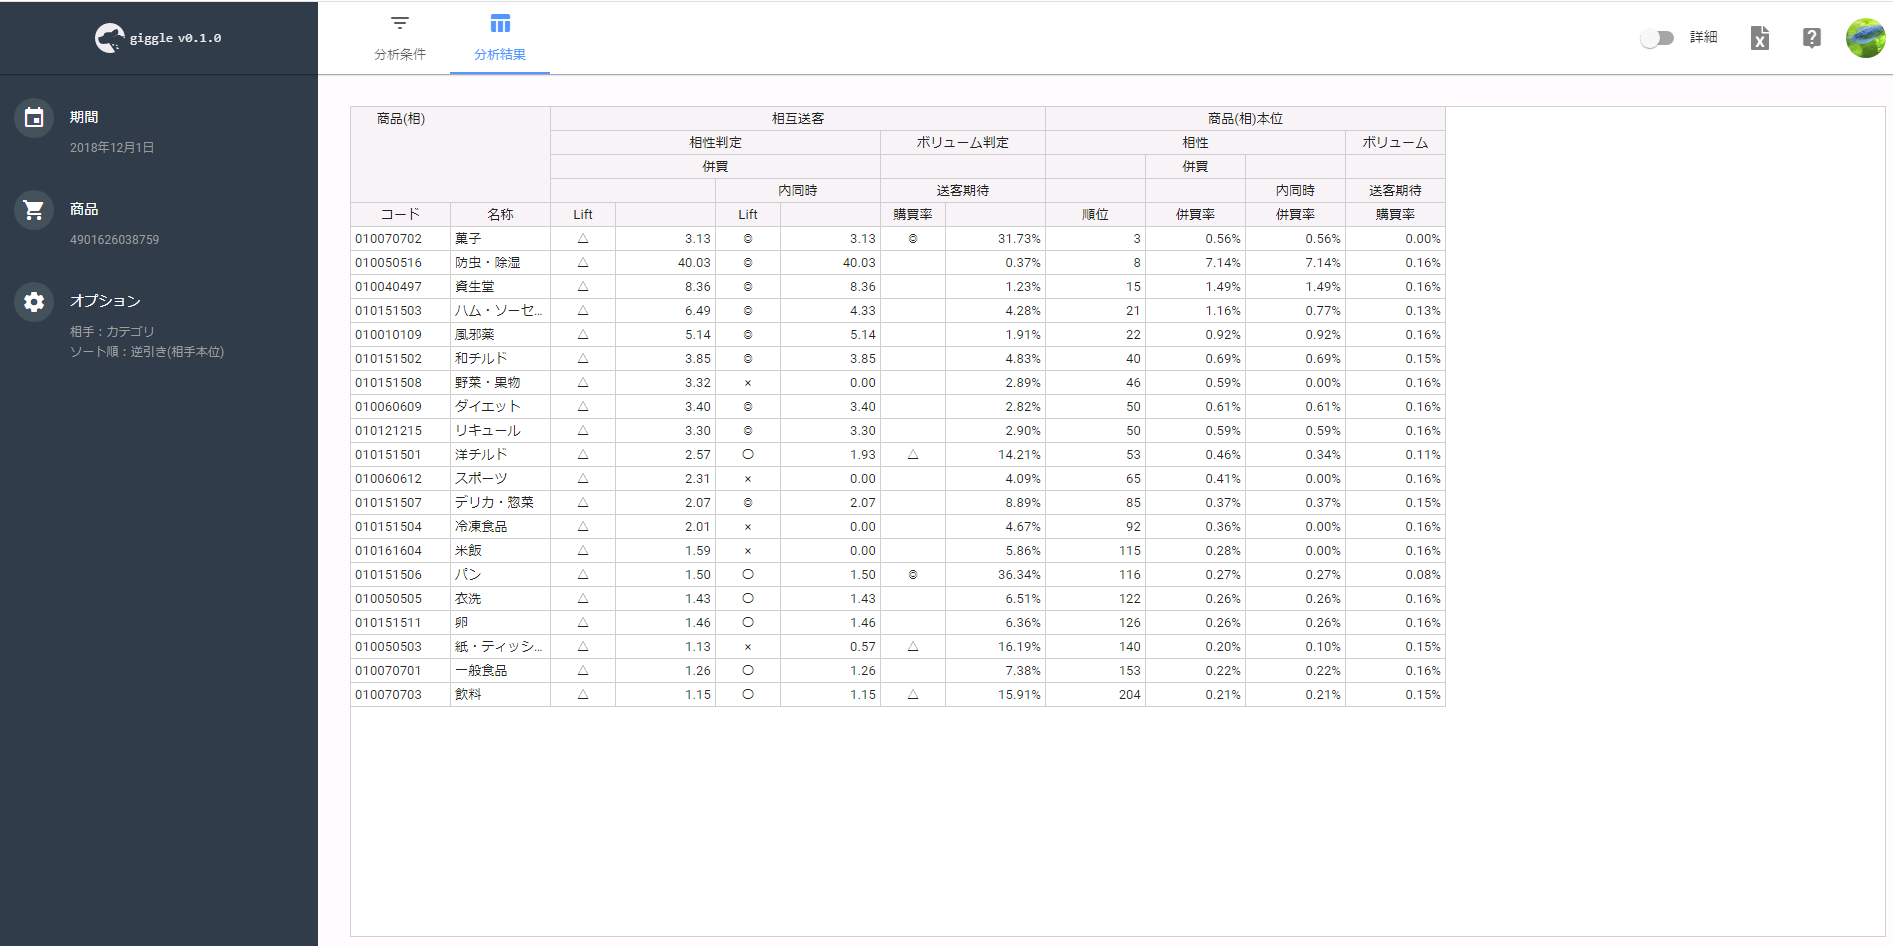 giggle v0.1.0
期間
2018年12月1日
商品
4901626038759
オプション
相手：カテゴリ
ソート順：逆引き(相手本位)
分析条件
分析結果
詳細
商品(相) 相互送客 商品(相)本位
相性判定 ボリューム判定 相性 ボリューム
併買 併買
内同時 送客期待 内同時 送客期待
コード 名称 Lift Lift 購買率 順位 併買率 併買率 購買率
010070702 菓子 △ 3.13 ◎ 3.13 ◎ 31.73% 3 0.56% 0.56% 0.00%
010050516 防虫・除湿 △ 40.03 ◎ 40.03 0.37% 8 7.14% 7.14% 0.16%
010040497 資生堂 △ 8.36 ◎ 8.36 1.23% 15 1.49% 1.49% 0.16%
010151503 ハム・ソーセ... △ 6.49 ◎ 4.33 4.28% 21 1.16% 0.77% 0.13%
010010109 風邪薬 △ 5.14 ◎ 5.14 1.91% 22 0.92% 0.92% 0.16%
010151502 和チルド △ 3.85 ◎ 3.85 4.83% 40 0.69% 0.69% 0.15%
010151508 野菜・果物 △ 3.32 × 0.00 2.89% 46 0.59% 0.00% 0.16%
010060609 ダイエット △ 3.40 ◎ 3.40 2.82% 50 0.61% 0.61% 0.16%
010121215 リキュール △ 3.30 ◎ 3.30 2.90% 50 0.59% 0.59% 0.16%
010151501 洋チルド △ 2.57 〇 1.93 △ 14.21% 53 0.46% 0.34% 0.11%
010060612 スポーツ △ 2.31 × 0.00 4.09% 65 0.41% 0.00% 0.16%
010151507 デリカ・惣菜 △ 2.07 ◎ 2.07 8.89% 85 0.37% 0.37% 0.15%
010151504 冷凍食品 △ 2.01 × 0.00 4.67% 92 0.36% 0.00% 0.16%
010161604 米飯 △ 1.59 × 0.00 5.86% 115 0.28% 0.00% 0.16%
010151506 パン △ 1.50 〇 1.50 ◎ 36.34% 116 0.27% 0.27% 0.08%
010050505 衣洗 △ 1.43 〇 1.43 6.51% 122 0.26% 0.26% 0.16%
010151511 卵 △ 1.46 〇 1.46 6.36% 126 0.26% 0.26% 0.16%
010050503 紙・ティッシ... △ 1.13 × 0.57 △ 16.19% 140 0.20% 0.10% 0.15%
010070701 一般食品 △ 1.26 〇 1.26 7.38% 153 0.22% 0.22% 0.16%
010070703 飲料 △ 1.15 〇 1.15 △ 15.91% 204 0.21% 0.21% 0.15%